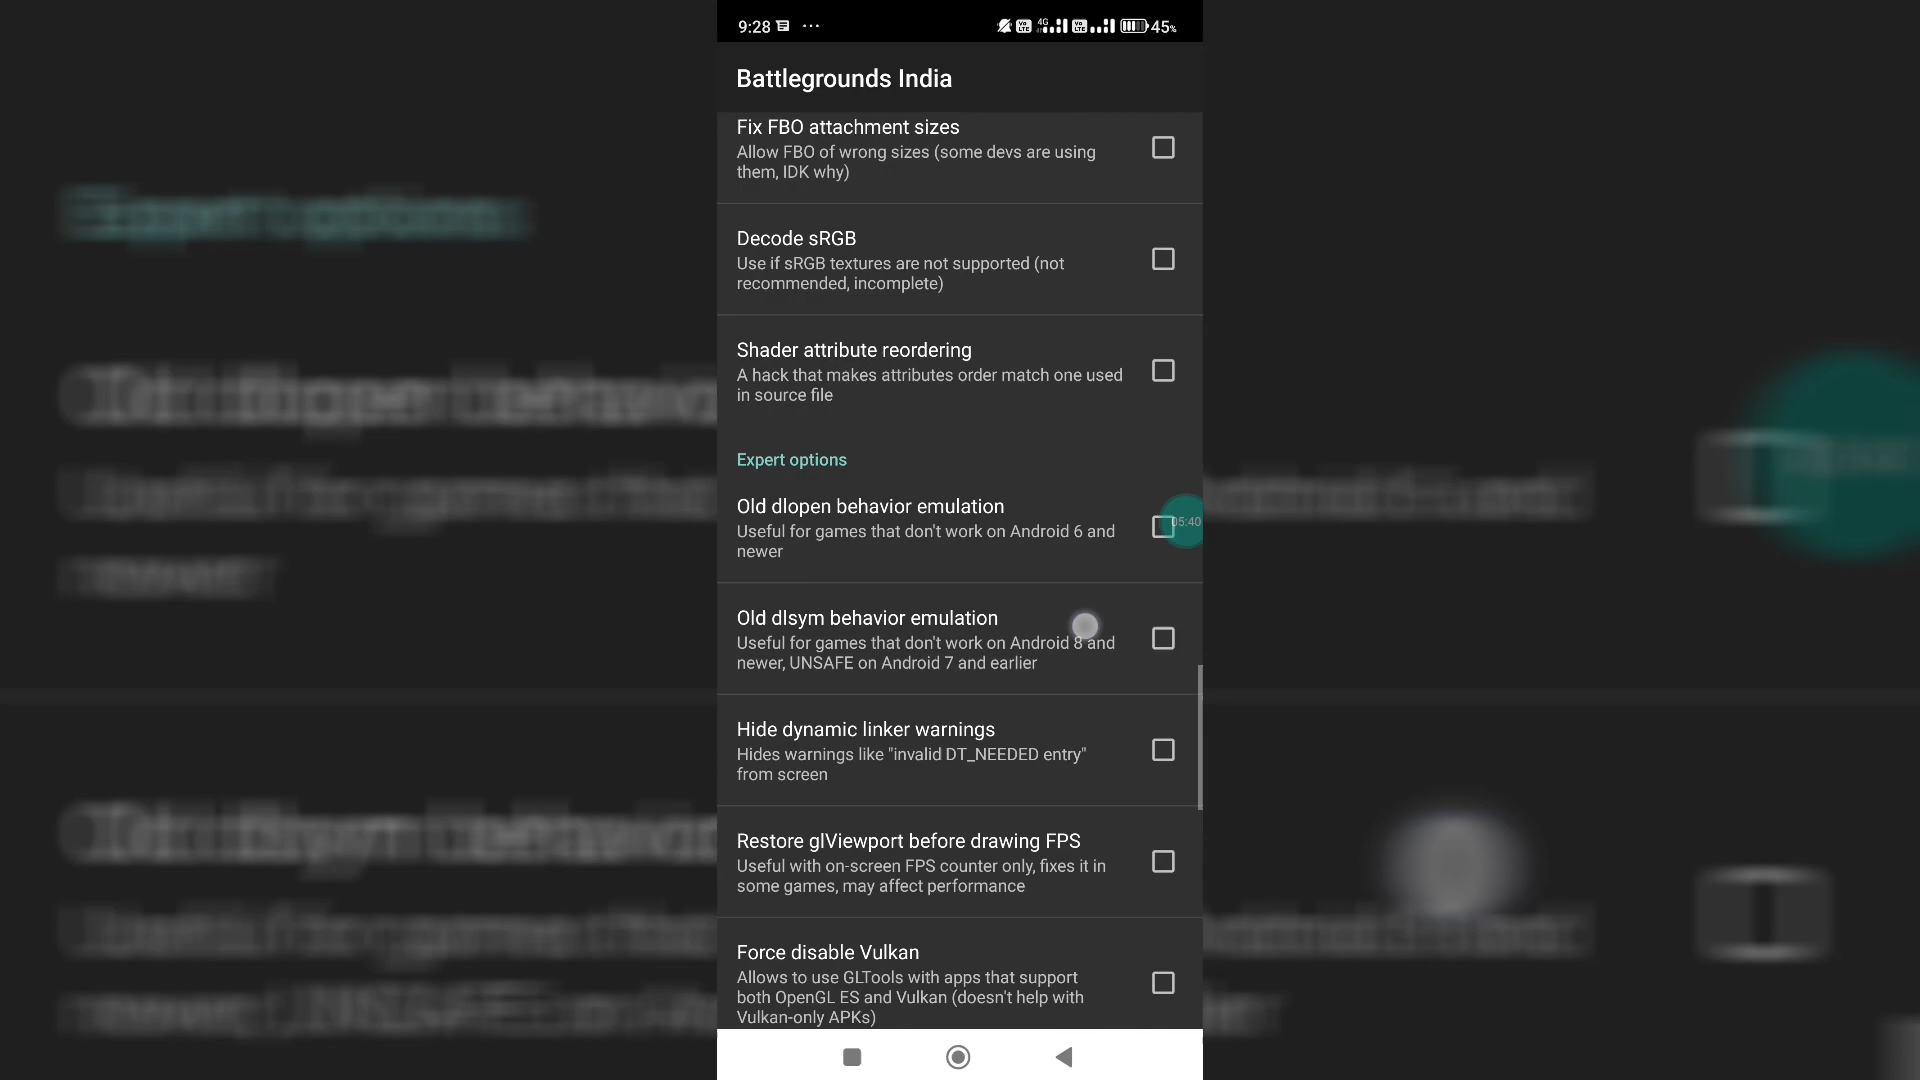 9:28 ... 4G 45%
Battlegrounds India
Fix FBO attachment sizes
Allow FBO of wrong sizes (some devs are using
them, IDK why)
Decode sRGB
Use if sRGB textures are not supported (not
recommended, incomplete)
Shader attribute reordering
A hack that makes attributes order match one used
in source file
Expert options
Old dlopen behavior emulation
Useful for games that don't work on Android 6 and
newer
05:40
Old dlsym behavior emulation
Useful for games that don't work on Android 8 and
newer, UNSAFE on Android 7 and earlier
Hide dynamic linker warnings
Hides warnings like "invalid DT_NEEDED entry"
from screen
Restore glViewport before drawing FPS
Useful with on-screen FPS counter only, fixes it in
some games, may affect performance
Force disable Vulkan
Allows to use GLTools with apps that support
both OpenGL ES and Vulkan (doesn't help with
Vulkan-only APKs)